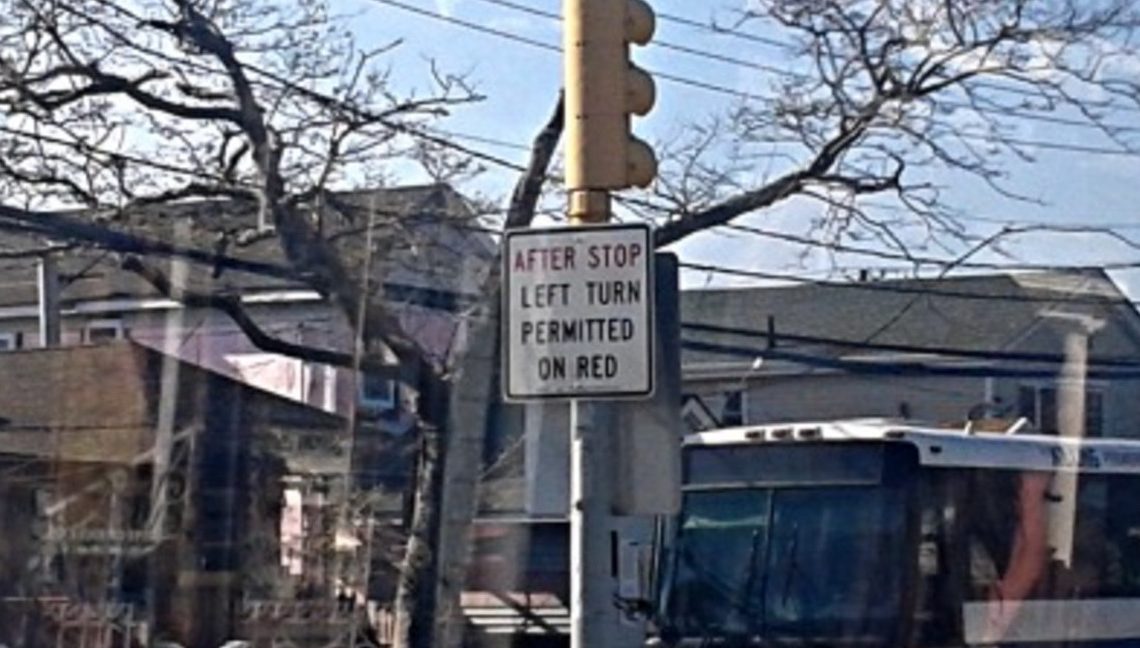 AFTER STOP
LEFT TURN
PERMITTED
ON RED